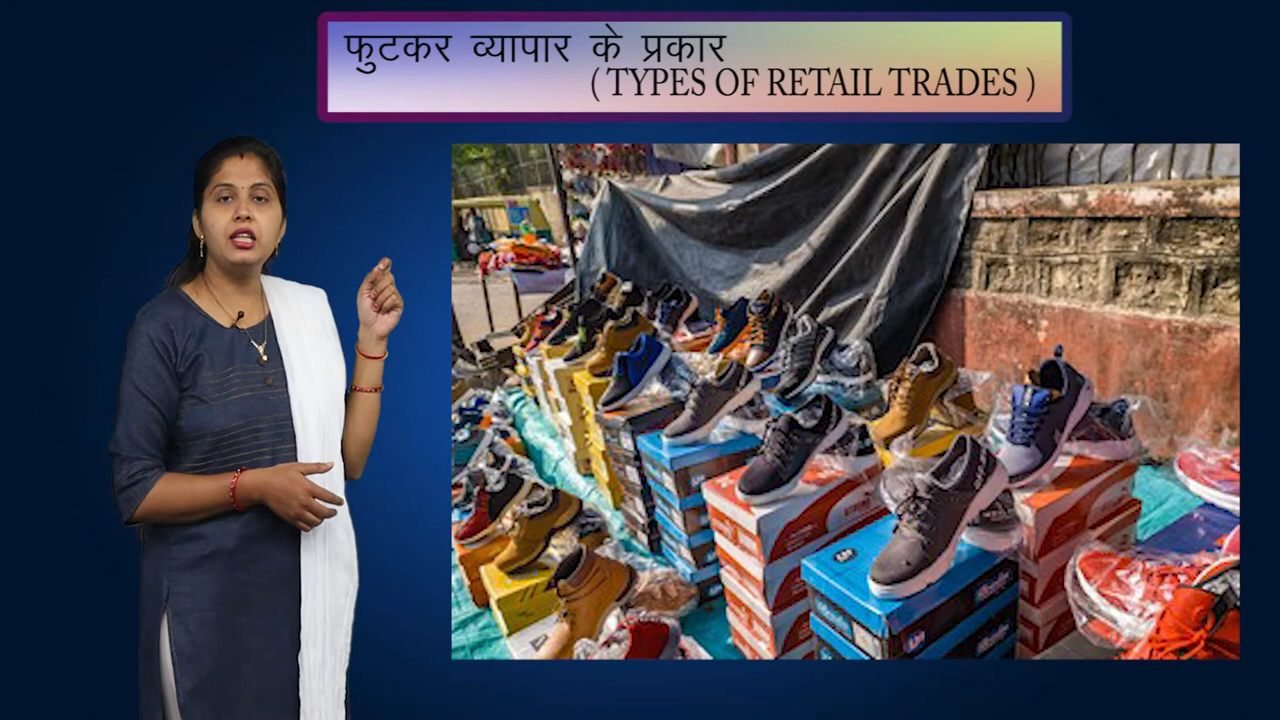 फुटकर व्यापार के प्रकार
( TYPES OF RETAIL TRADES )